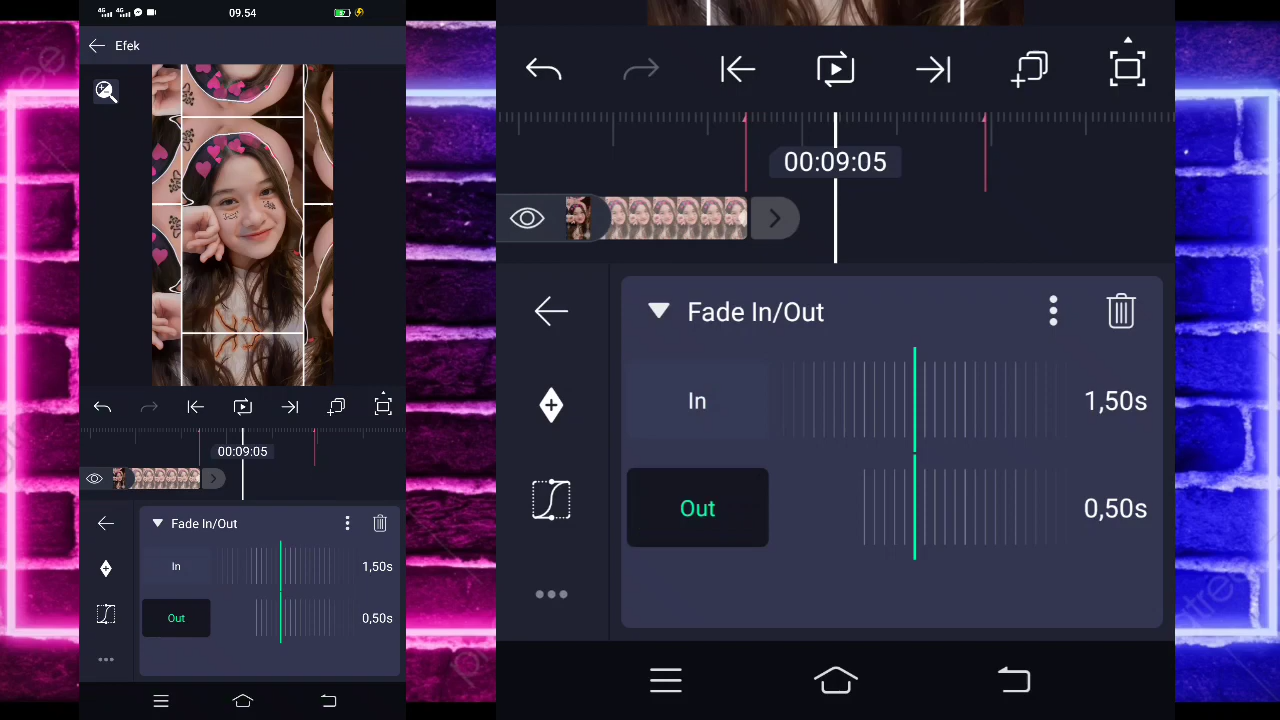 09.54
Efek
00:09:05
Fade In/Out
In
1,50s
Out
0,50s
00:09:05
Fade In/Out
In
1,50s
Out
0,50s